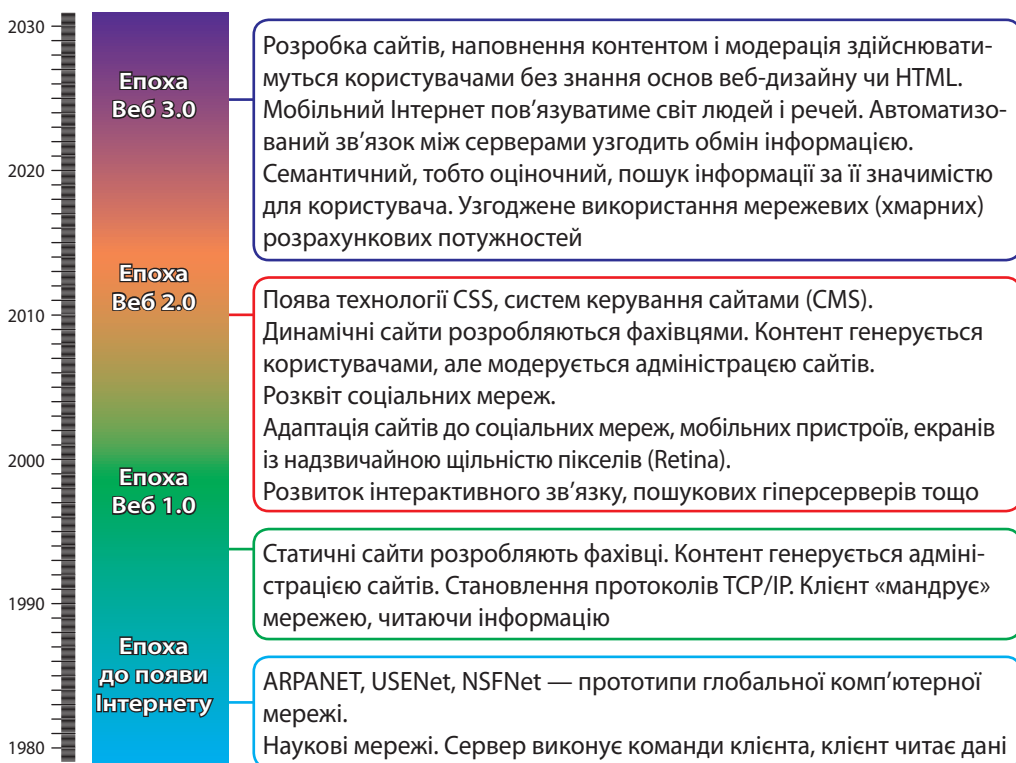 2030
Епоха
Веб 3.0
Розробка сайтів, наповнення контентом і модерація здійснювати-
муться користувачами без знання основ веб-дизайну чи HTML.
Мобільний Інтернет пов’язуватиме світ людей і речей. Автоматизо-
ваний зв’язок між серверами узгодить обмін інформацією.
Семантичний, тобто оціночний, пошук інформації за її значимістю
для користувача. Узгоджене використання мережевих (хмарних)
розрахункових потужностей
2020
Епоха
Веб 2.0
2010
Поява технології CSS, систем керування сайтами (CMS).
Динамічні сайти розробляються фахівцями. Контент генерується
користувачами, але модерується адміністрацєю сайтів.
Розквіт соціальних мереж.
Адаптація сайтів до соціальних мереж, мобільних пристроїв, екранів
із надзвичайною щільністю пікселів (Retina).
Розвиток інтерактивного зв’язку, пошукових гіперсерверів тощо
2000
Епоха
Веб 1.0
Статичні сайти розробляють фахівці. Контент генерується адміні-
страцією сайтів. Становлення протоколів TCP/IP. Клієнт «мандрує»
мережею, читаючи інформацію
1990
Епоха
до появи
Інтернету
ARPANET, USENet, NSFNet — прототипи глобальної комп’ютерної
мережі.
Наукові мережі. Сервер виконує команди клієнта, клієнт читає дані
1980